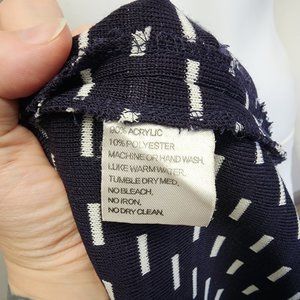 90% ACRYLIC
10% POLYESTER
MACHINE OR HAND WASH,
LUKE WARM WATER,
TUMBLE DRY MED,
NO BLEACH,
NO IRON,
NO DRY CLEAN,